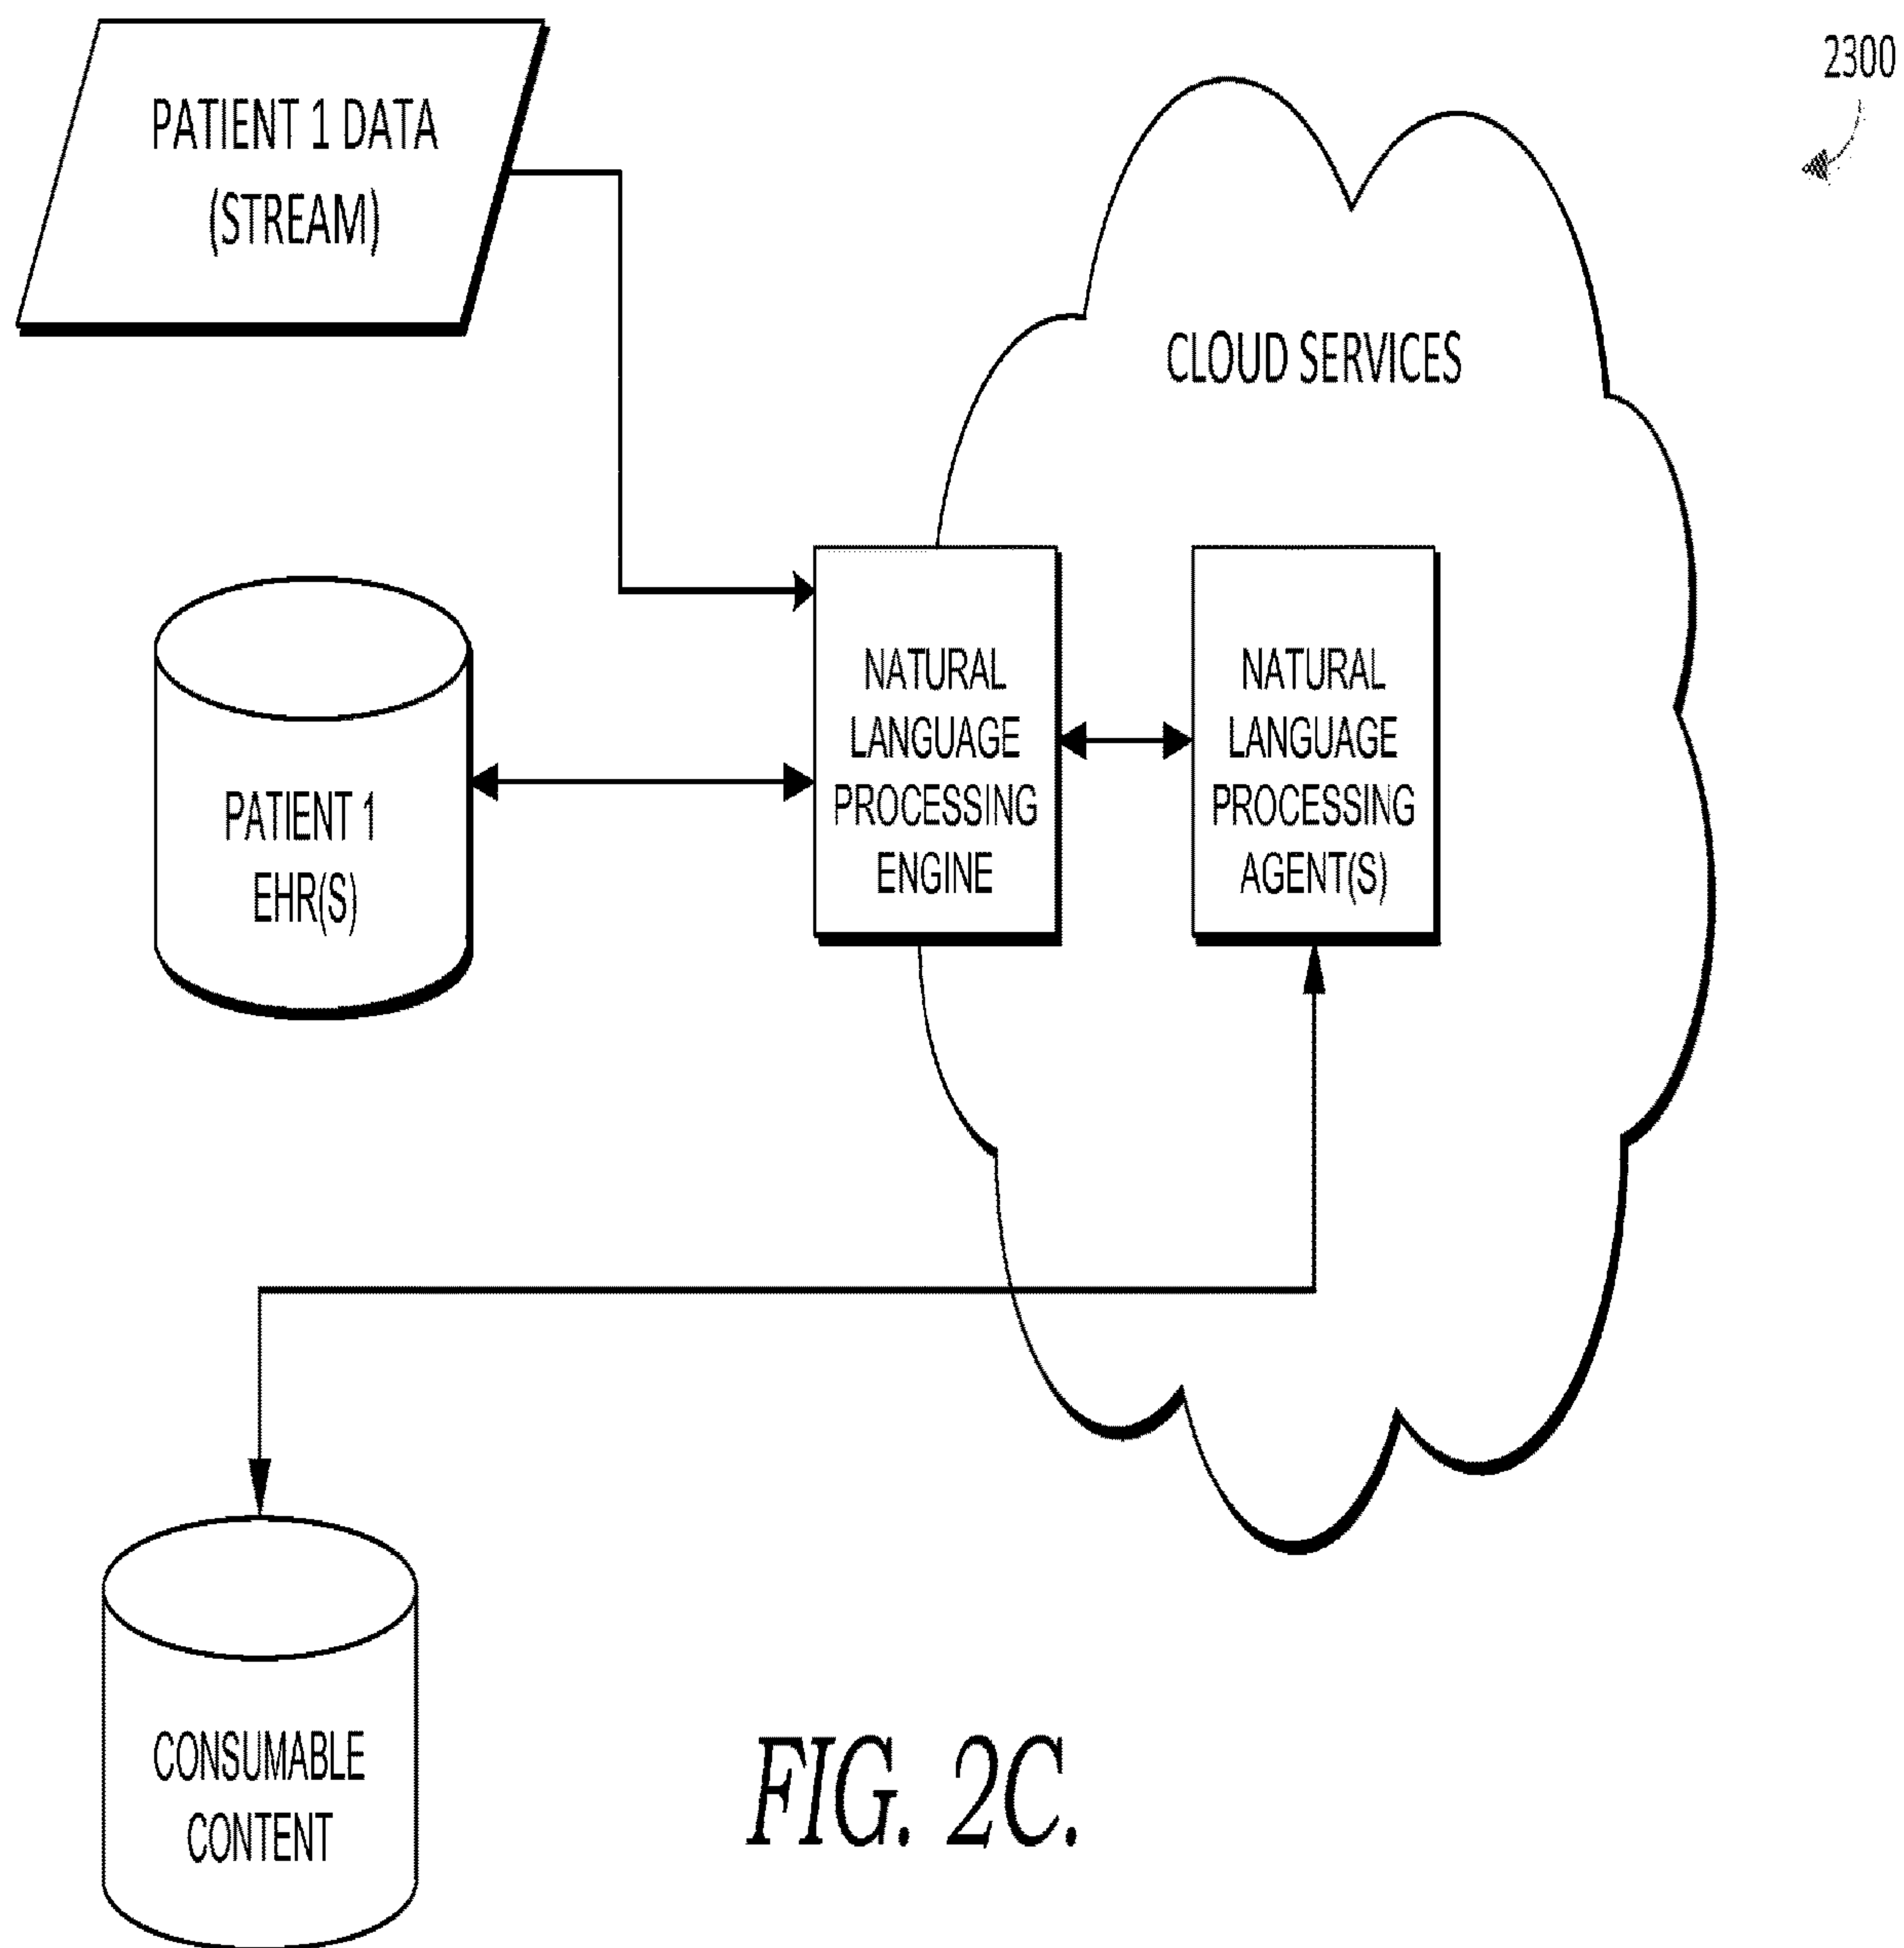 2300
PATIENT 1 DATA
(STREAM)
CLOUD SERVICES
NATURAL
LANGUAGE
PROCESSING
ENGINE
NATURAL
LANGUAGE
PROCESSING
AGENT(S)
PATIENT 1
EHR(S)
CONSUMABLE
CONTENT
FIG. 2C.